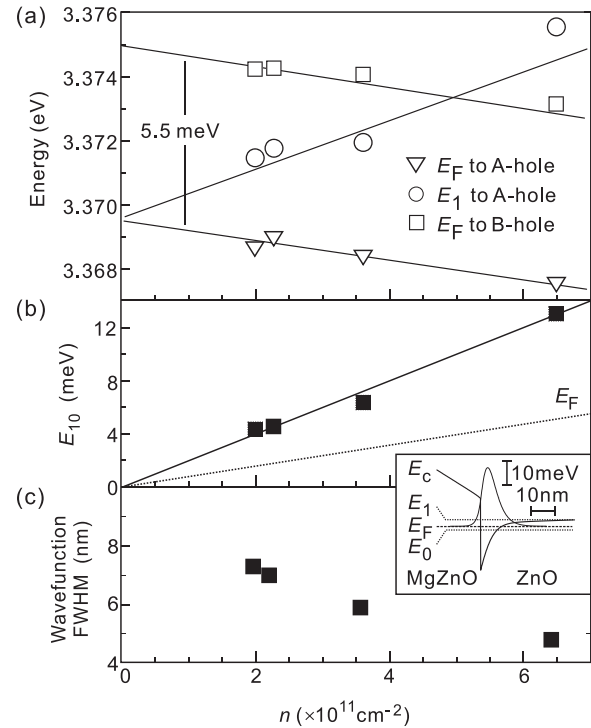 (a)
3.376
3.374
3.372
3.370
3.368
Energy (eV)
5.5 meV
E_F to A-hole
E_1 to A-hole
E_F to B-hole
(b)
12
8
4
0
E_10 (meV)
E_F
(c)
8
6
4
Wavefunction
FWHM (nm)
E_c
E_1
E_F
E_0
10meV
10nm
MgZnO
ZnO
0
2
4
6
n (×10^11cm^-2)